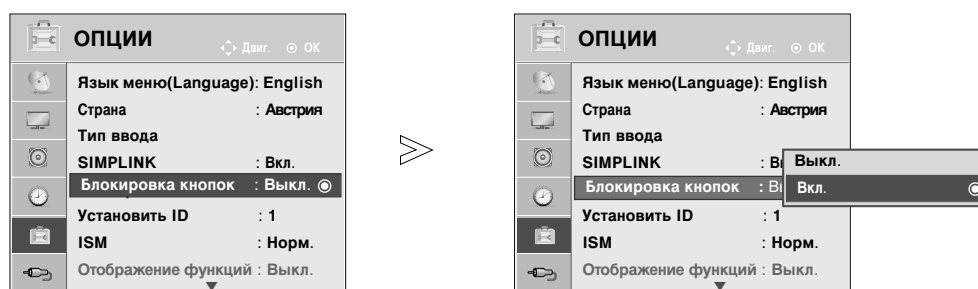 ОПЦИИ
Двиг. ОК
Язык меню(Language): English
Страна : Австрия
Тип ввода
SIMPLINK : Вкл.
Блокировка кнопок : Выкл.
Установить ID : 1
ISM : Норм.
Отображение функций : Выкл.
ОПЦИИ
Двиг. ОК
Язык меню(Language): English
Страна : Австрия
Тип ввода
SIMPLINK : В
Выкл.
Блокировка кнопок : В
Вкл.
Установить ID : 1
ISM : Норм.
Отображение функций : Выкл.